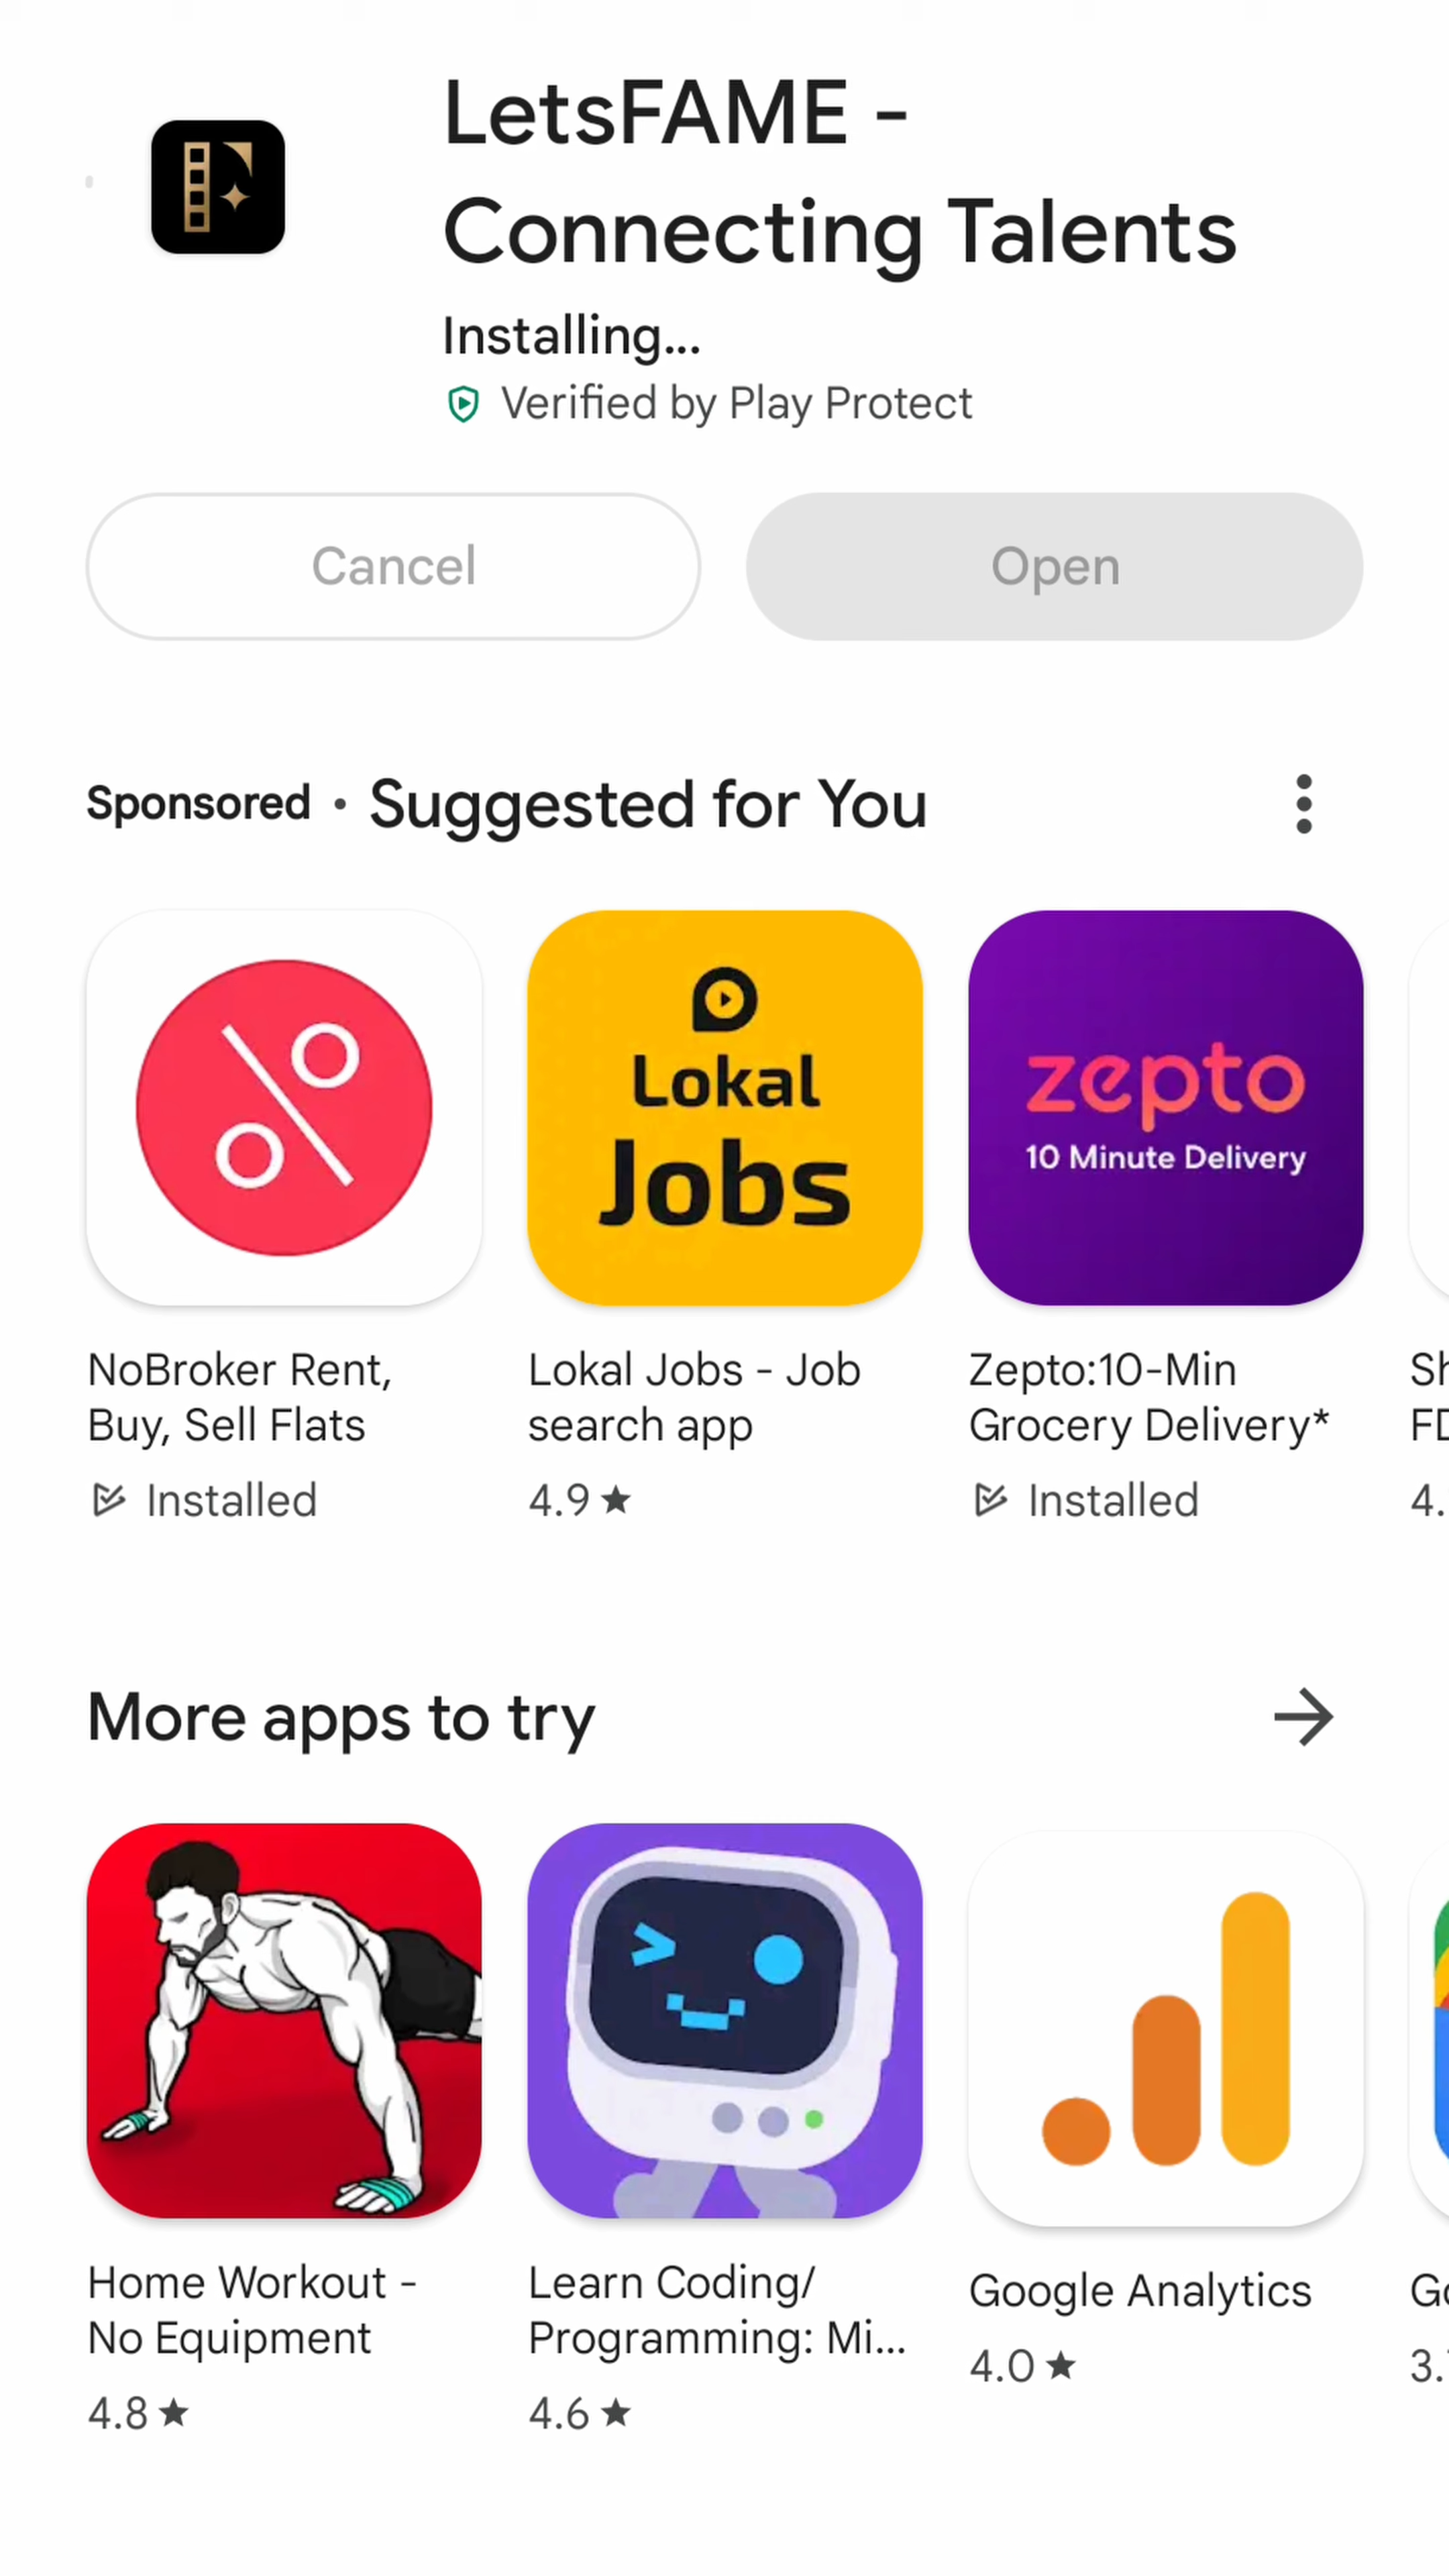 LetsFAME -
Connecting Talents
Installing...
Verified by Play Protect
Cancel
Open
Sponsored • Suggested for You
Lokal
Jobs
zepto
10 Minute Delivery
NoBroker Rent,
Buy, Sell Flats
Installed
Lokal Jobs - Job
search app
4.9 ★
Zepto:10-Min
Grocery Delivery*
Installed
More apps to try
Home Workout -
No Equipment
4.8 ★
Learn Coding/
Programming: Mi...
4.6 ★
Google Analytics
4.0 ★